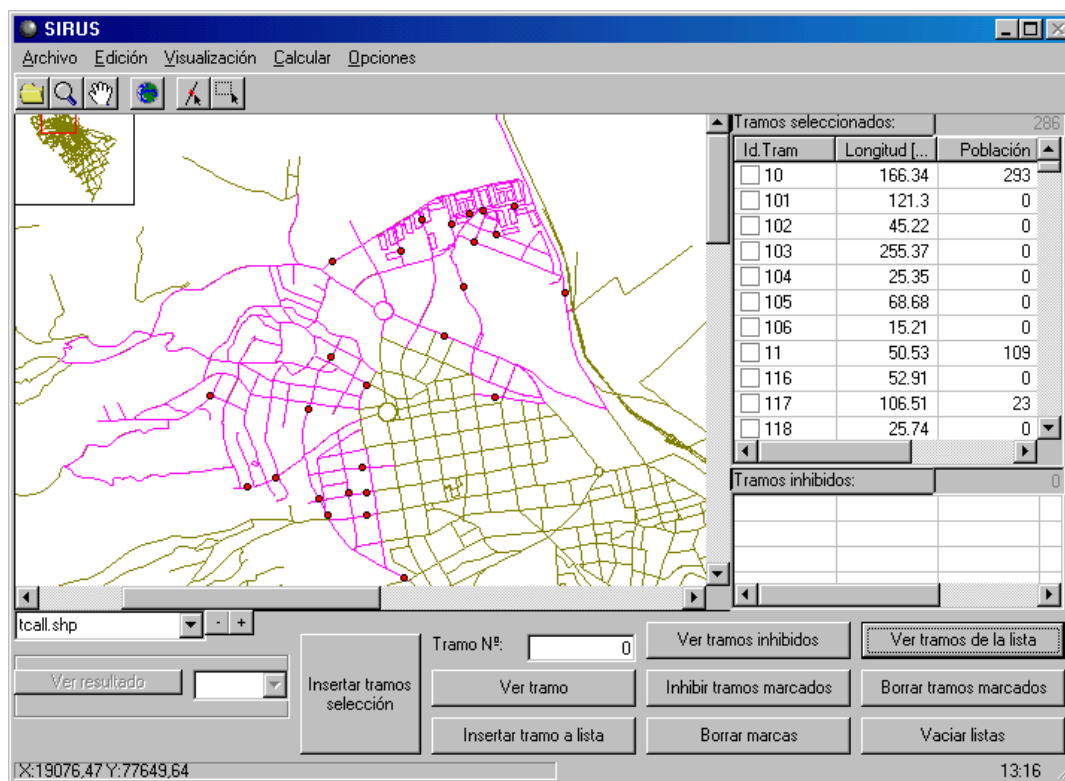 SIRUS
Archivo Edición Visualización Calcular Opciones
Tramos seleccionados: 286
Id.Tram Longitud [... Población
10 166.34 293
101 121.3 0
102 45.22 0
103 255.37 0
104 25.35 0
105 68.68 0
106 15.21 0
11 50.53 109
116 52.91 0
117 106.51 23
118 25.74 0
Tramos inhibidos: 0
tcall.shp - +
Ver resultado
Insertar tramos
selección
Tramo Nº: 0
Ver tramo
Insertar tramo a lista
Ver tramos inhibidos
Inhibir tramos marcados
Borrar marcas
Ver tramos de la lista
Borrar tramos marcados
Vaciar listas
X:19076,47 Y:77649,64 13:16